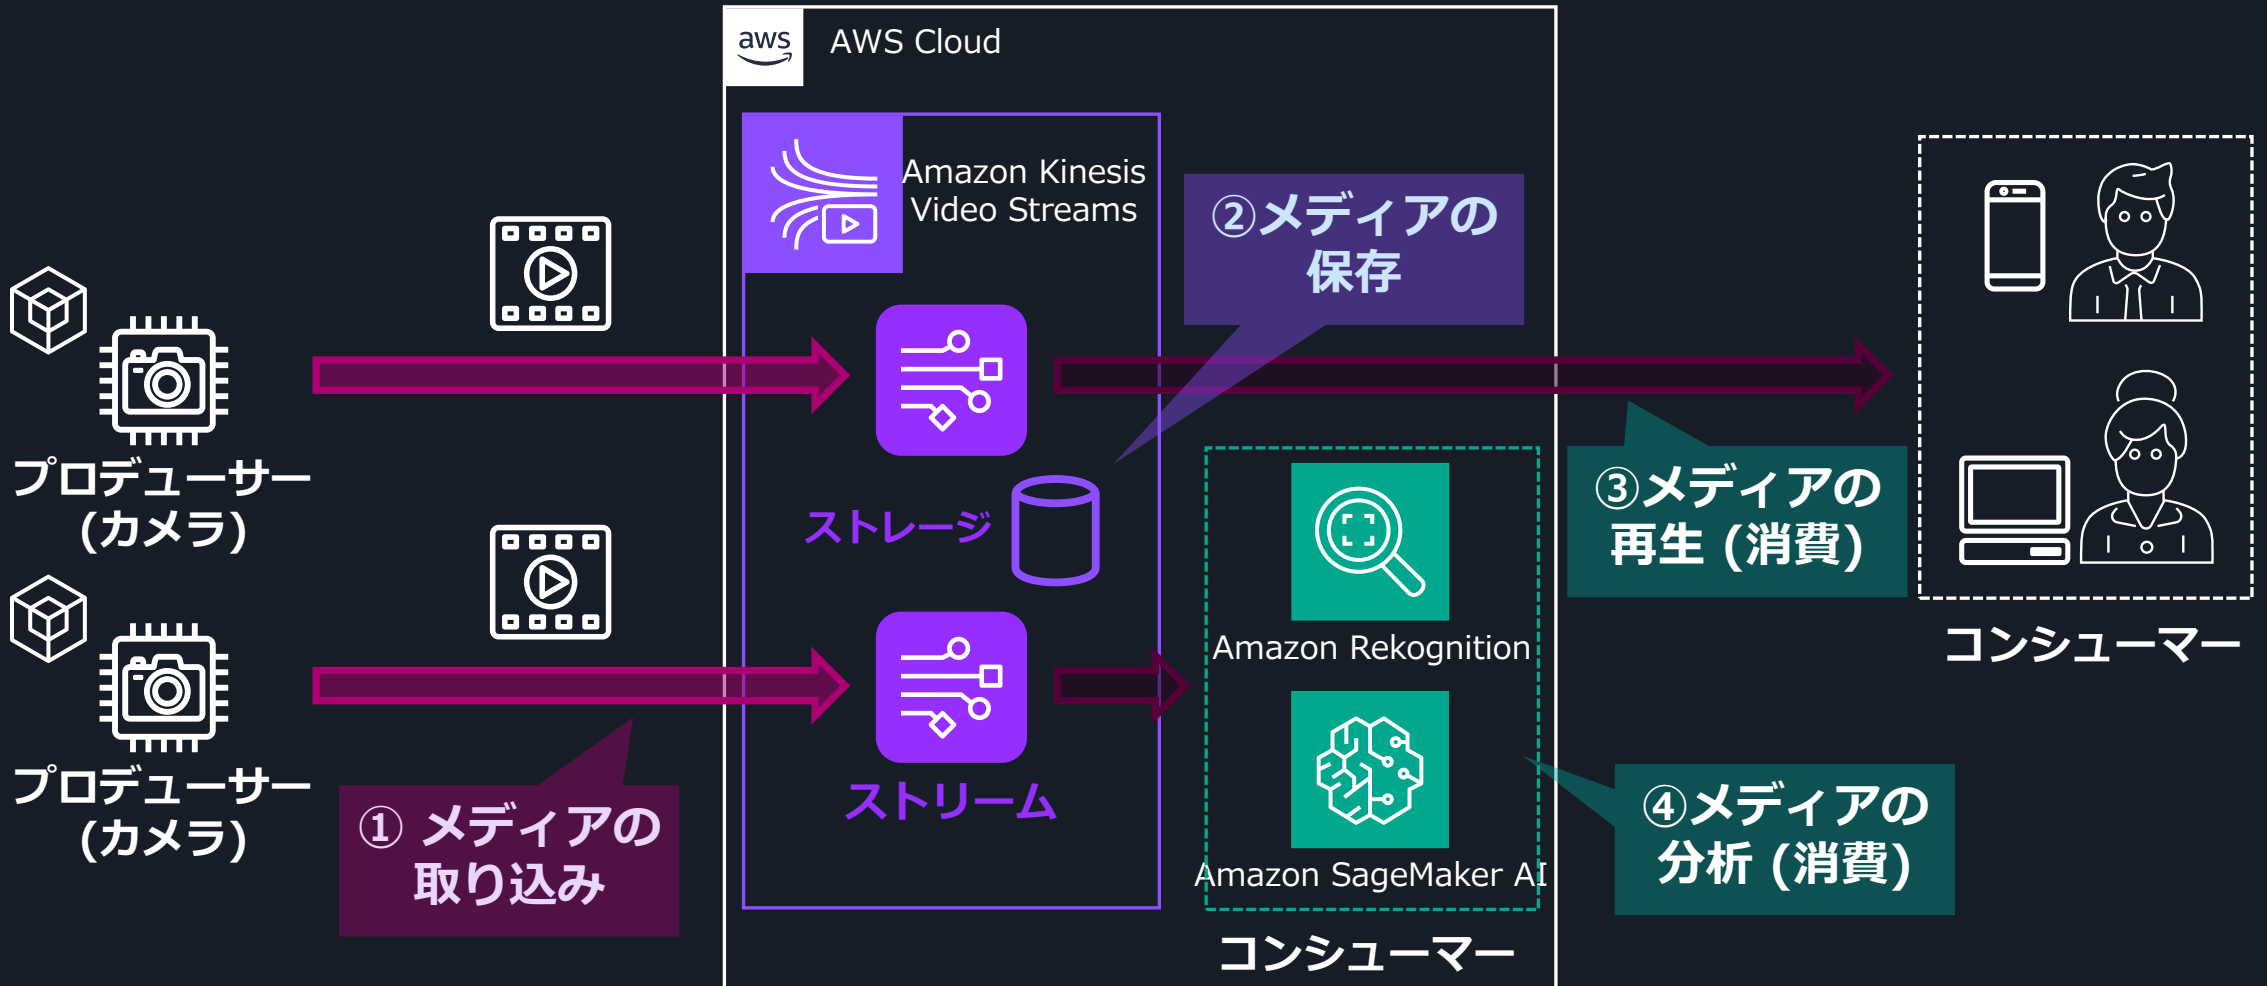 aws
AWS Cloud
Amazon Kinesis
Video Streams
②メディアの
保存
プロデューサー
(カメラ)
ストレージ
③メディアの
再生 (消費)
Amazon Rekognition
コンシューマー
プロデューサー
(カメラ)
① メディアの
取り込み
ストリーム
④メディアの
分析 (消費)
Amazon SageMaker AI
コンシューマー